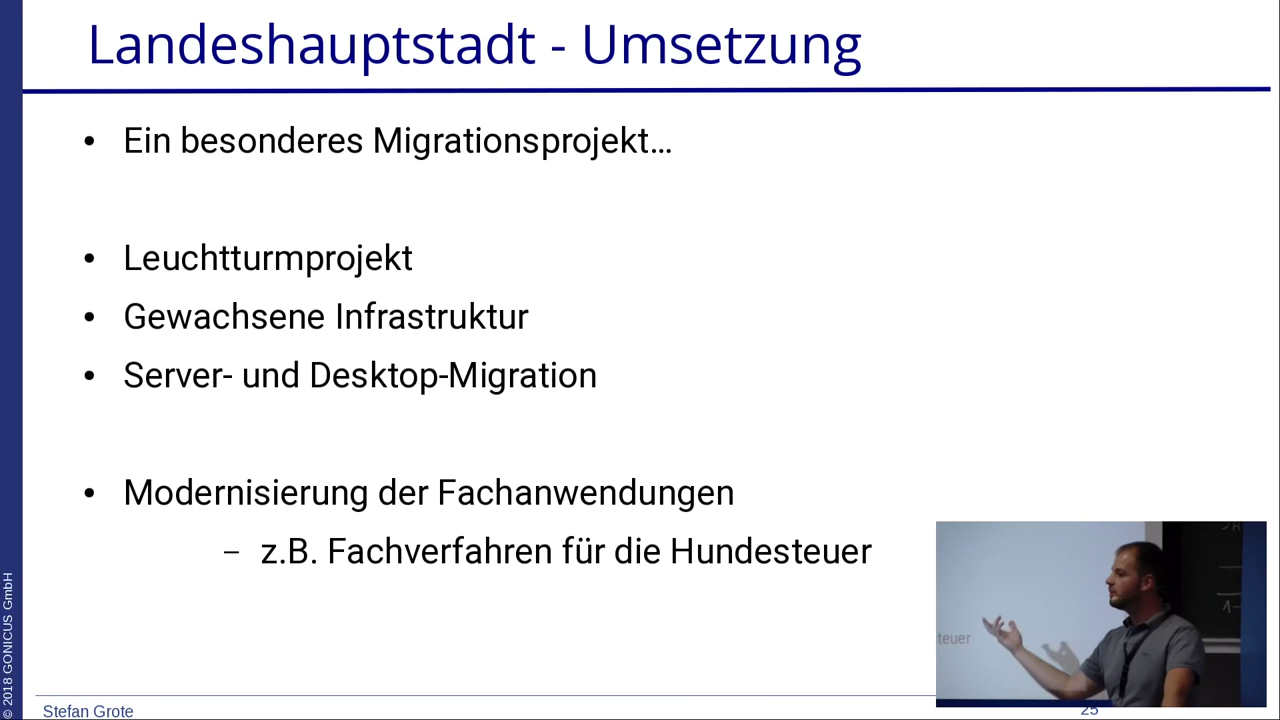 Landeshauptstadt - Umsetzung
• Ein besonderes Migrationsprojekt…
• Leuchtturmprojekt
• Gewachsene Infrastruktur
• Server- und Desktop-Migration
• Modernisierung der Fachanwendungen
– z.B. Fachverfahren für die Hundesteuer
teuer
© 2018 GONICUS GmbH
Stefan Grote
25